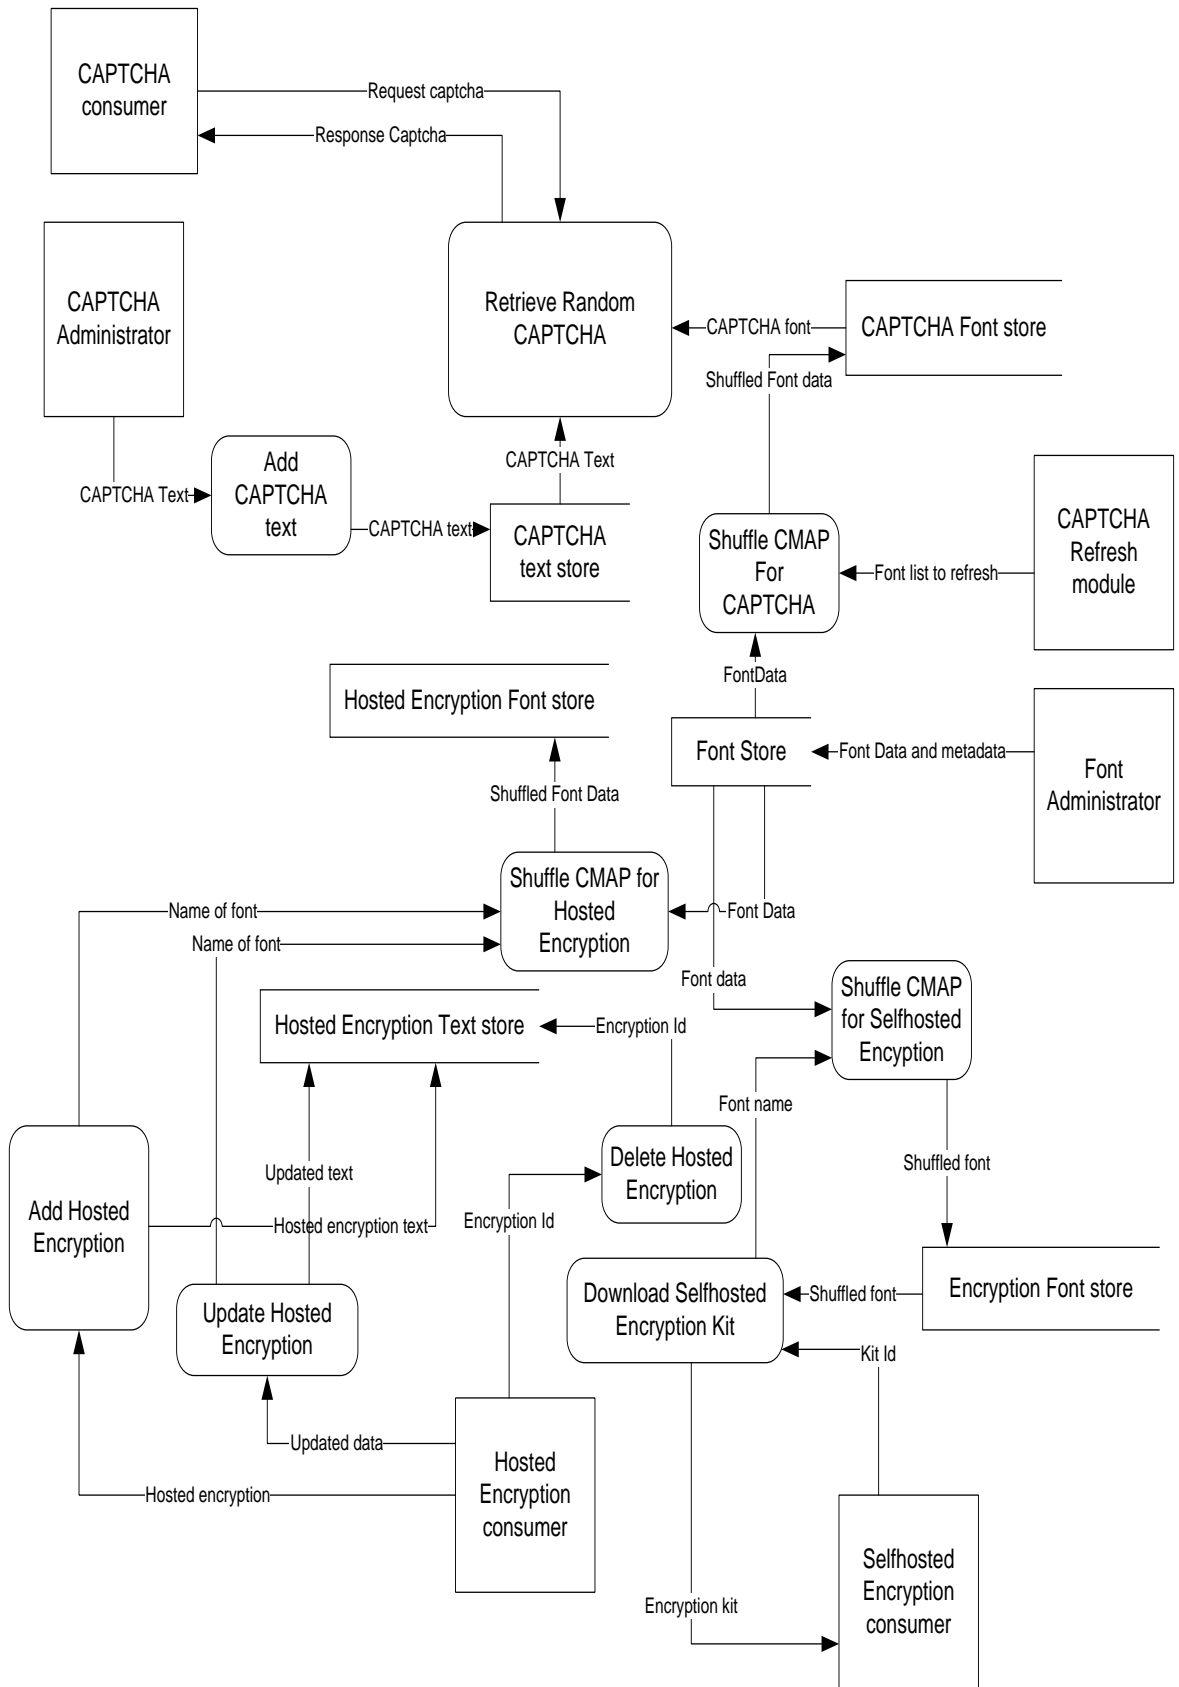 CAPTCHA
consumer
Request captcha
Response Captcha
CAPTCHA
Administrator
Retrieve Random
CAPTCHA
CAPTCHA font
CAPTCHA Font store
Shuffled Font data
Add
CAPTCHA
text
CAPTCHA Text
CAPTCHA Text
CAPTCHA text
CAPTCHA
text store
Shuffle CMAP
For
CAPTCHA
Font list to refresh
CAPTCHA
Refresh
module
FontData
Hosted Encryption Font store
Font Store
Font Data and metadata
Font
Administrator
Shuffled Font Data
Shuffle CMAP for
Hosted
Encryption
Name of font
Font Data
Name of font
Font data
Shuffle CMAP
for Selfhosted
Encyption
Hosted Encryption Text store
Encryption Id
Font name
Delete Hosted
Encryption
Shuffled font
Updated text
Add Hosted
Encryption
Hosted encryption text
Encryption Id
Update Hosted
Encryption
Download Selfhosted
Encryption Kit
Shuffled font
Encryption Font store
Kit Id
Updated data
Hosted
Encryption
consumer
Hosted encryption
Selfhosted
Encryption
consumer
Encryption kit